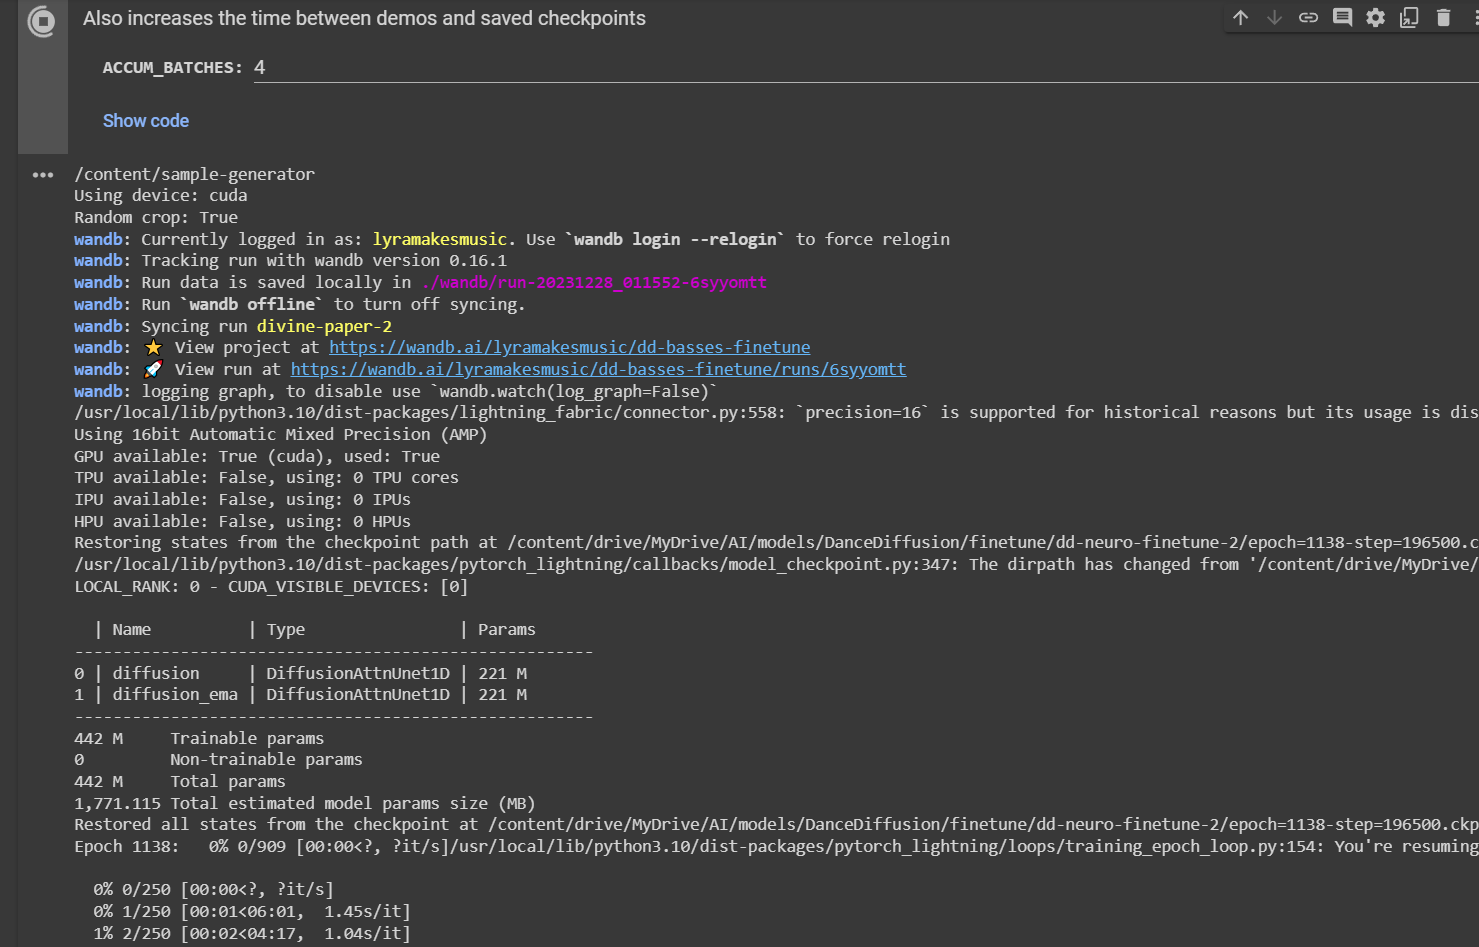 Also increases the time between demos and saved checkpoints
ACCUM_BATCHES: 4
Show code
/content/sample-generator
Using device: cuda
Random crop: True
wandb: Currently logged in as: lyramakesmusic. Use `wandb login --relogin` to force relogin
wandb: Tracking run with wandb version 0.16.1
wandb: Run data is saved locally in ./wandb/run-20231228_011552-6syyomtt
wandb: Run `wandb offline` to turn off syncing.
wandb: Syncing run divine-paper-2
wandb: ⭐ View project at https://wandb.ai/lyramakesmusic/dd-basses-finetune
wandb: 🚀 View run at https://wandb.ai/lyramakesmusic/dd-basses-finetune/runs/6syyomtt
wandb: logging graph, to disable use `wandb.watch(log_graph=False)`
/usr/local/lib/python3.10/dist-packages/lightning_fabric/connector.py:558: `precision=16` is supported for historical reasons but its usage is dis
Using 16bit Automatic Mixed Precision (AMP)
GPU available: True (cuda), used: True
TPU available: False, using: 0 TPU cores
IPU available: False, using: 0 IPUs
HPU available: False, using: 0 HPUs
Restoring states from the checkpoint path at /content/drive/MyDrive/AI/models/DanceDiffusion/finetune/dd-neuro-finetune-2/epoch=1138-step=196500.c
/usr/local/lib/python3.10/dist-packages/pytorch_lightning/callbacks/model_checkpoint.py:347: The dirpath has changed from '/content/drive/MyDrive/
LOCAL_RANK: 0 - CUDA_VISIBLE_DEVICES: [0]
  | Name          | Type                | Params
------------------------------------------------------
0 | diffusion     | DiffusionAttnUnet1D | 221 M
1 | diffusion_ema | DiffusionAttnUnet1D | 221 M
------------------------------------------------------
442 M     Trainable params
0         Non-trainable params
442 M     Total params
1,771.115 Total estimated model params size (MB)
Restored all states from the checkpoint at /content/drive/MyDrive/AI/models/DanceDiffusion/finetune/dd-neuro-finetune-2/epoch=1138-step=196500.ckp
Epoch 1138:   0% 0/909 [00:00<?, ?it/s]/usr/local/lib/python3.10/dist-packages/pytorch_lightning/loops/training_epoch_loop.py:154: You're resuming
  0% 0/250 [00:00<?, ?it/s]
  0% 1/250 [00:01<06:01,  1.45s/it]
  1% 2/250 [00:02<04:17,  1.04s/it]